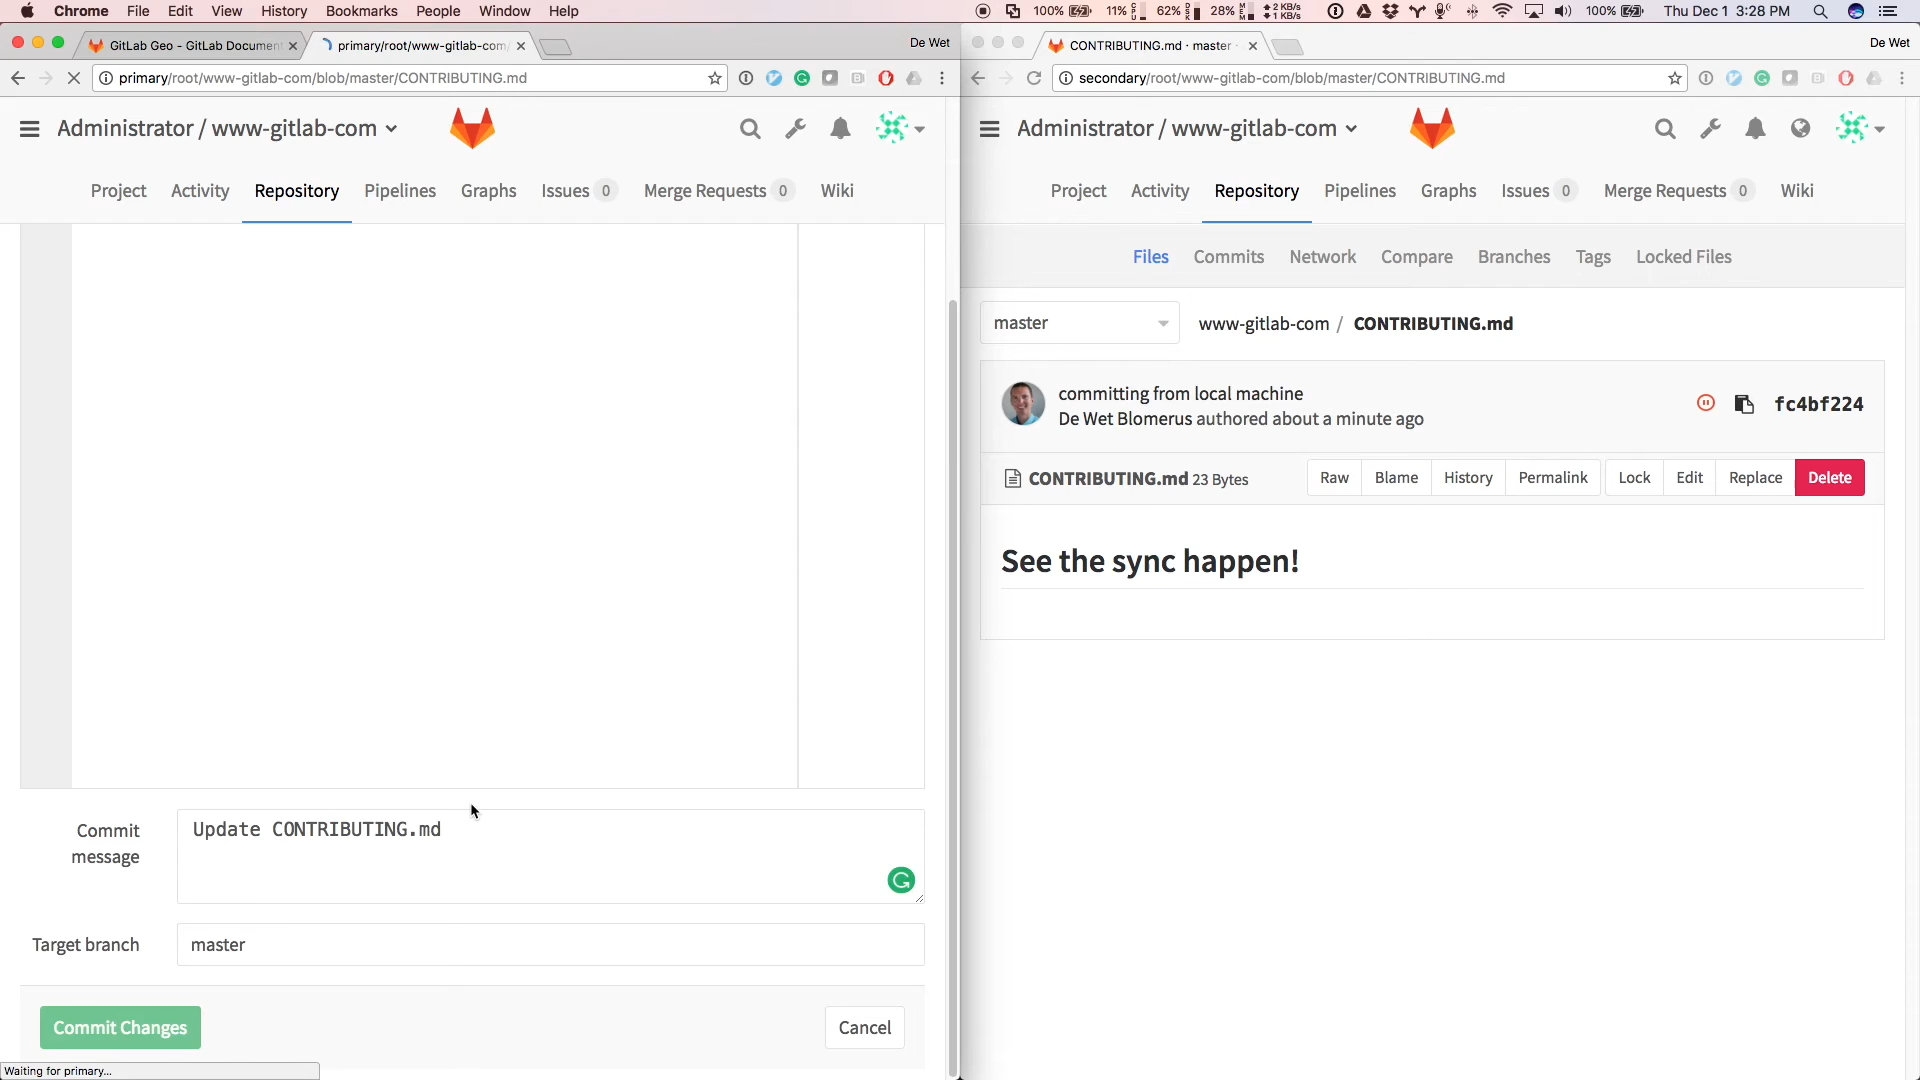 Chrome File Edit View History Bookmarks People Window Help
100% 11% 62% 28% 2 KB/s 1 KB/s 100% Thu Dec 1 3:28 PM
GitLab Geo - GitLab Documen
primary/root/www-gitlab-com/
De Wet
primary/root/www-gitlab-com/blob/master/CONTRIBUTING.md
Administrator / www-gitlab-com
Project Activity Repository Pipelines Graphs Issues 0 Merge Requests 0 Wiki
Commit message
Update CONTRIBUTING.md
Target branch
master
Commit Changes
Cancel
Waiting for primary...
CONTRIBUTING.md · master ·
De Wet
secondary/root/www-gitlab-com/blob/master/CONTRIBUTING.md
Administrator / www-gitlab-com
Project Activity Repository Pipelines Graphs Issues 0 Merge Requests 0 Wiki
Files Commits Network Compare Branches Tags Locked Files
master
www-gitlab-com / CONTRIBUTING.md
committing from local machine
De Wet Blomerus authored about a minute ago
fc4bf224
CONTRIBUTING.md 23 Bytes
Raw Blame History Permalink Lock Edit Replace Delete
See the sync happen!